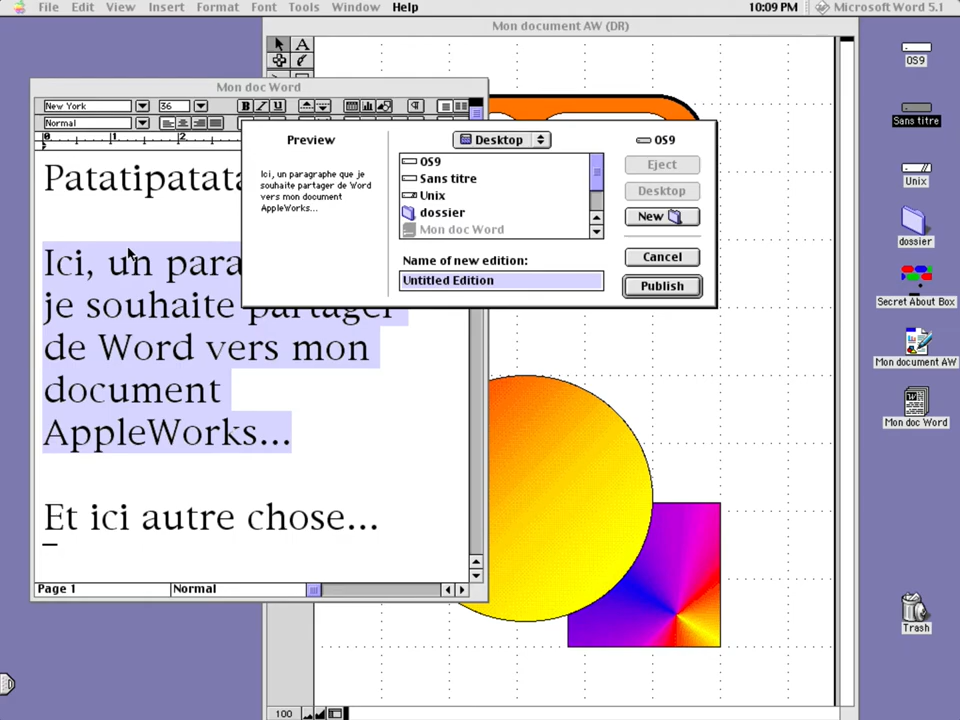 File Edit View Insert Format Font Tools Window Help 10:09 PM Microsoft Word 5.1
Mon document AW (DR)
A
Mon doc Word
New York 36 B I U ¶
Normal
0 1 2
Patatipatata
Ici, un para
je souhaite partager
de Word vers mon
document
AppleWorks...
Et ici autre chose...
Page 1 Normal
Preview
Ici, un paragraphe que je
souhaite partager de Word
vers mon document
AppleWorks...
Desktop
OS9
Sans titre
Unix
dossier
Mon doc Word
Name of new edition:
Untitled Edition
OS9
Eject
Desktop
New
Cancel
Publish
100
OS9
Sans titre
Unix
dossier
Secret About Box
Mon document AW
W
Mon doc Word
Trash